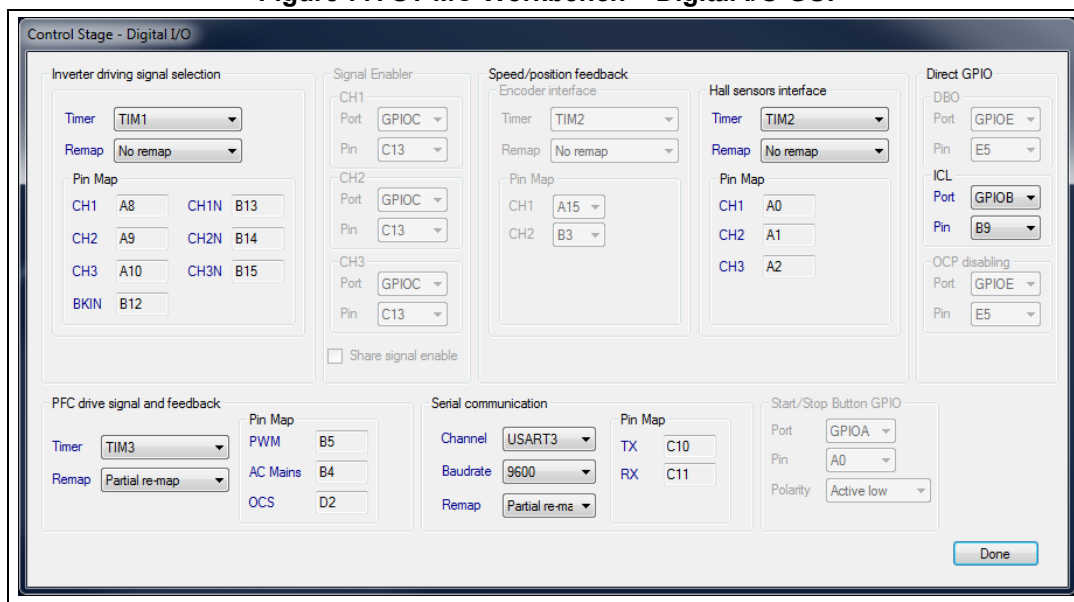 Control Stage - Digital I/O
Inverter driving signal selection
Timer TIM1
Remap No remap
Pin Map
CH1 A8 CH1N B13
CH2 A9 CH2N B14
CH3 A10 CH3N B15
BKIN B12
Signal Enabler
CH1
Port GPIOC
Pin C13
CH2
Port GPIOC
Pin C13
CH3
Port GPIOC
Pin C13
Share signal enable
Speed/position feedback
Encoder interface
Timer TIM2
Remap No remap
Pin Map
CH1 A15
CH2 B3
Hall sensors interface
Timer TIM2
Remap No remap
Pin Map
CH1 A0
CH2 A1
CH3 A2
Direct GPIO
DBO
Port GPIOE
Pin E5
ICL
Port GPIOB
Pin B9
OCP disabling
Port GPIOE
Pin E5
PFC drive signal and feedback
Timer TIM3
Remap Partial re-map
Pin Map
PWM B5
AC Mains B4
OCS D2
Serial communication
Channel USART3
Baudrate 9600
Remap Partial re-ma
Pin Map
TX C10
RX C11
Start/Stop Button GPIO
Port GPIOA
Pin A0
Polarity Active low
Done